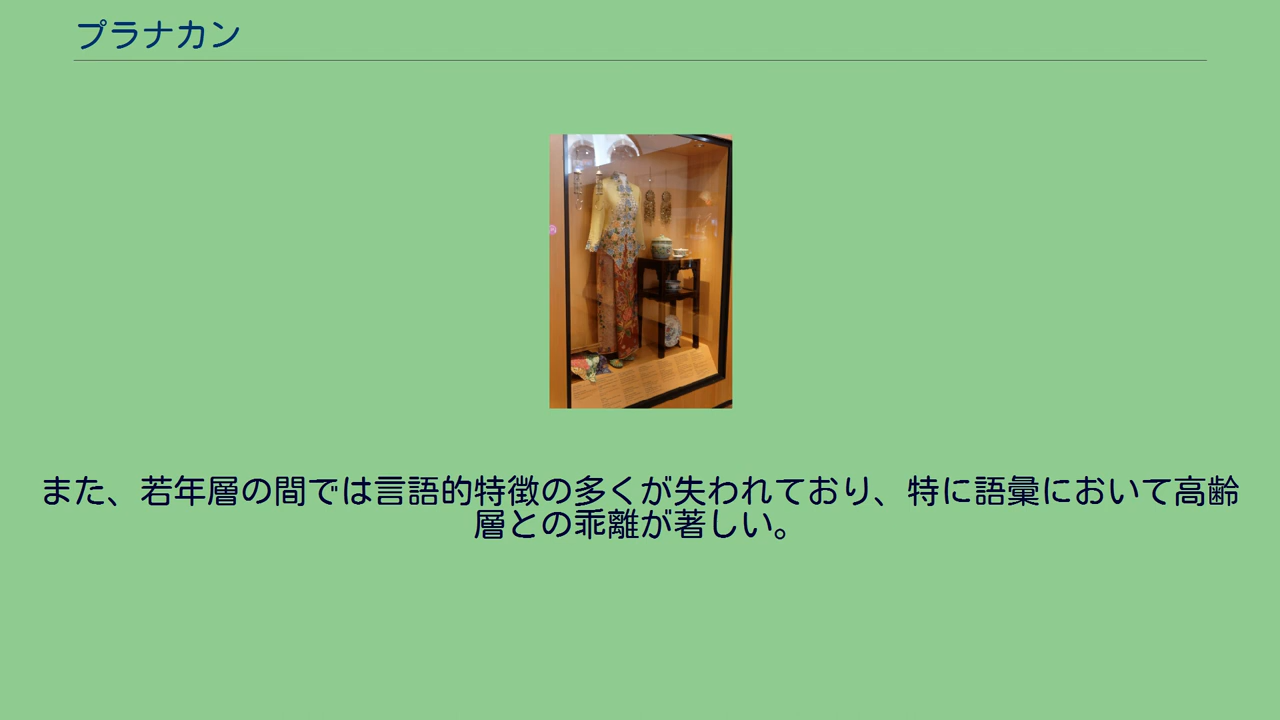 プラナカン
また、若年層の間では言語的特徴の多くが失われており、特に語彙において高齢
層との乖離が著しい。